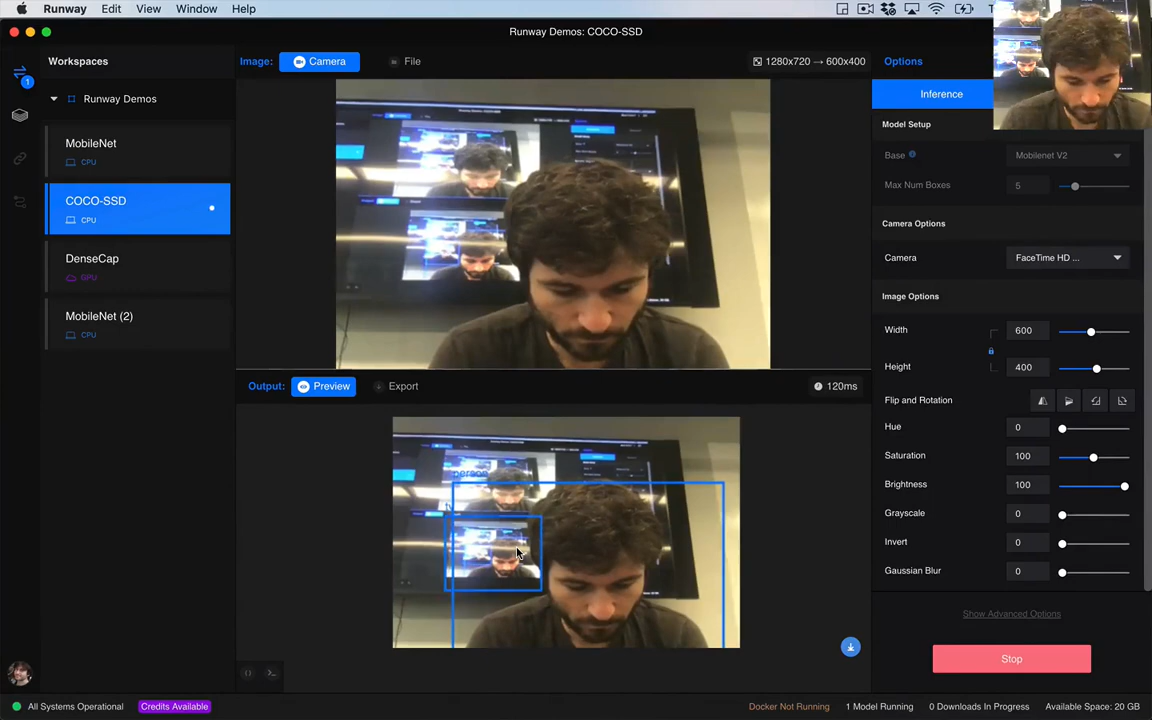 Runway Edit View Window Help
Runway Demos: COCO-SSD
Workspaces
1
Runway Demos
MobileNet
CPU
COCO-SSD
CPU
DenseCap
GPU
MobileNet (2)
CPU
Image: Camera File
1280x720 → 600x400
Output: Preview Export
120ms
person
Options
Inference
Model Setup
Base Mobilenet V2
Max Num Boxes 5
Camera Options
Camera FaceTime HD ...
Image Options
Width 600
Height 400
Flip and Rotation
Hue 0
Saturation 100
Brightness 100
Grayscale 0
Invert 0
Gaussian Blur 0
Show Advanced Options
Stop
All Systems Operational Credits Available
Docker Not Running 1 Model Running 0 Downloads In Progress Available Space: 20 GB